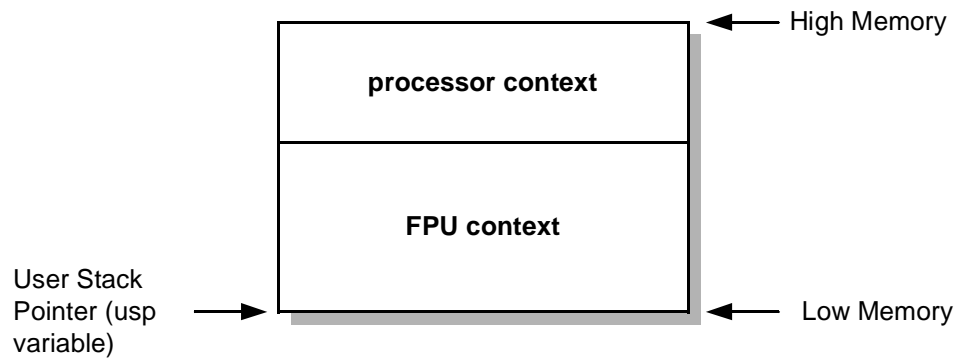 High Memory
processor context
FPU context
User Stack
Pointer (usp
variable)
Low Memory